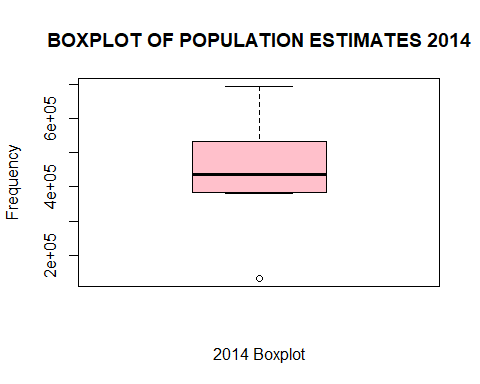 BOXPLOT OF POPULATION ESTIMATES 2014
Frequency
6e+05
4e+05
2e+05
2014 Boxplot